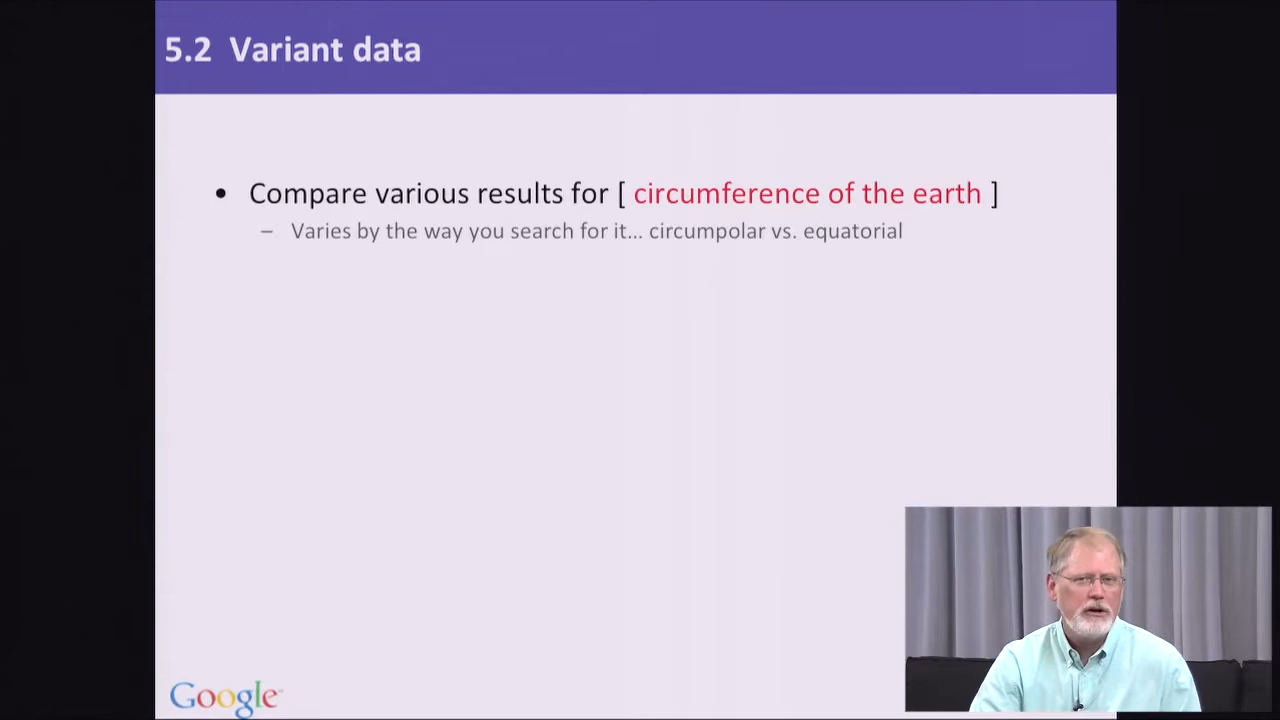 5.2 Variant data
• Compare various results for [ circumference of the earth ]
– Varies by the way you search for it... circumpolar vs. equatorial
Google